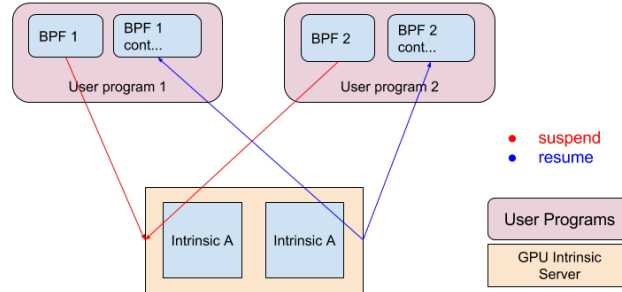 BPF 1
BPF 1
cont...
User program 1
BPF 2
BPF 2
cont...
User program 2
suspend
resume
Intrinsic A
Intrinsic A
User Programs
GPU Intrinsic
Server